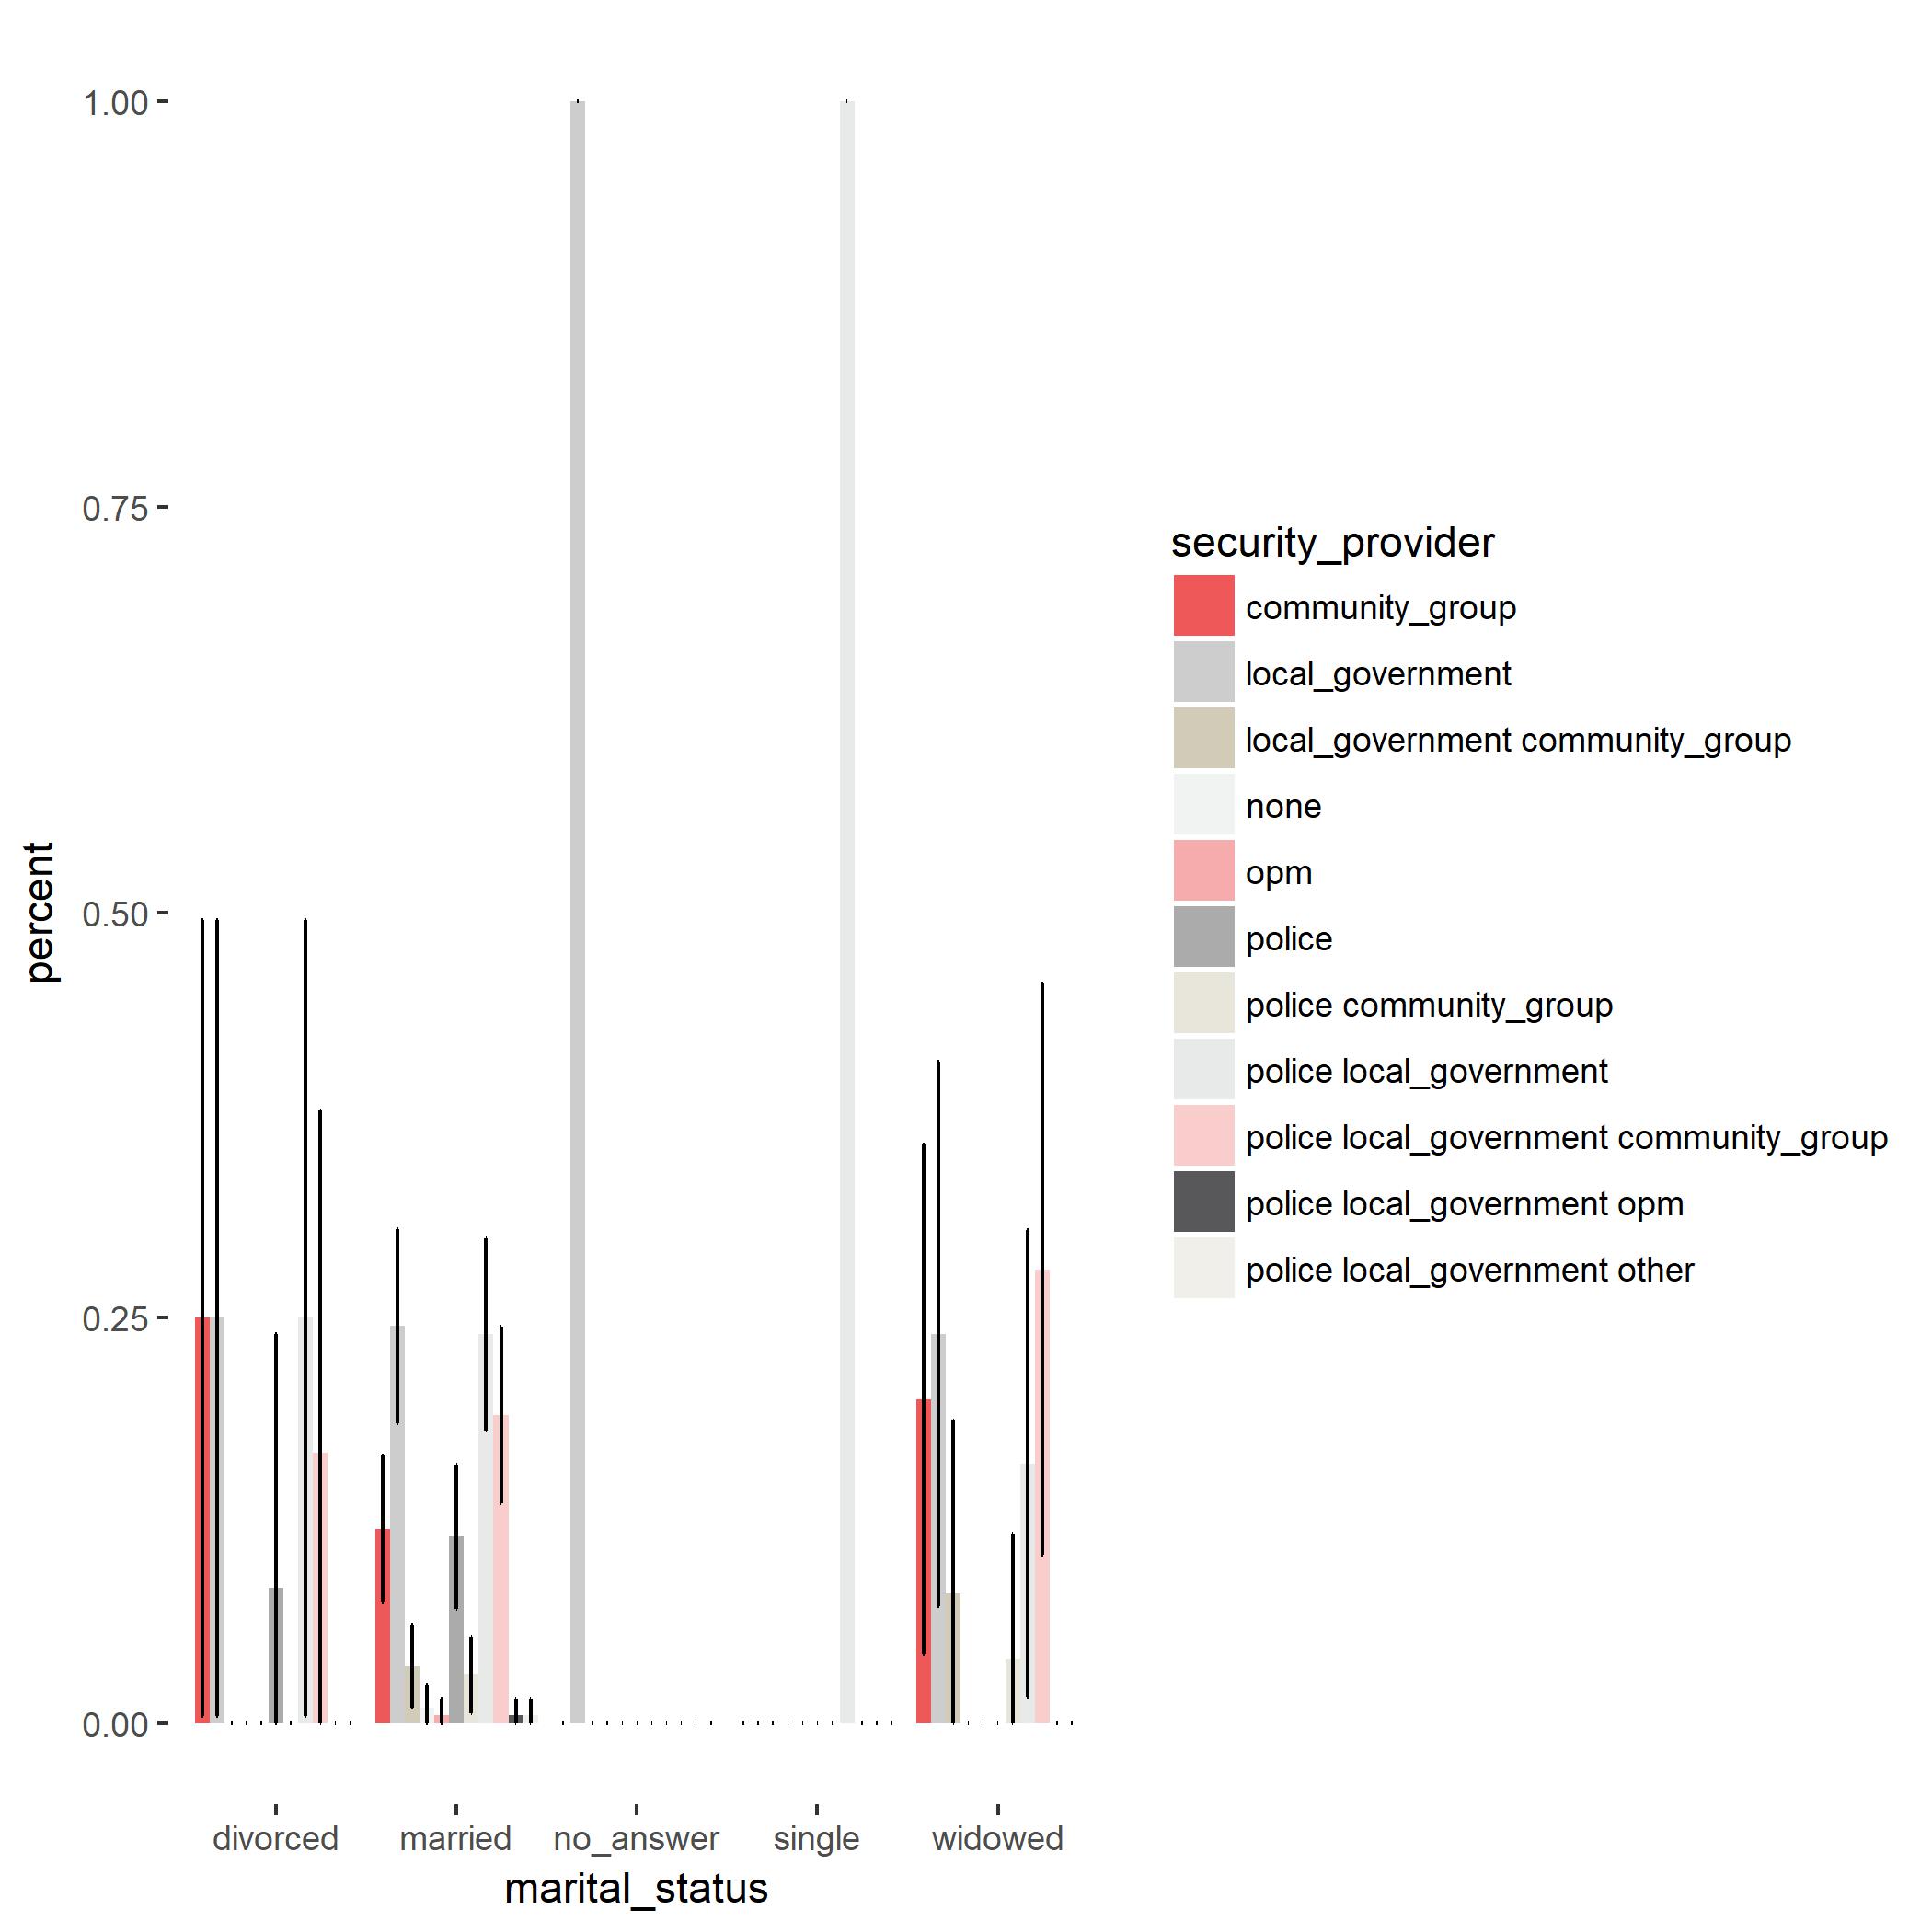 1.00
0.75
0.50
0.25
0.00
percent
divorced married no_answer single widowed
marital_status
security_provider
community_group
local_government
local_government community_group
none
opm
police
police community_group
police local_government
police local_government community_group
police local_government opm
police local_government other